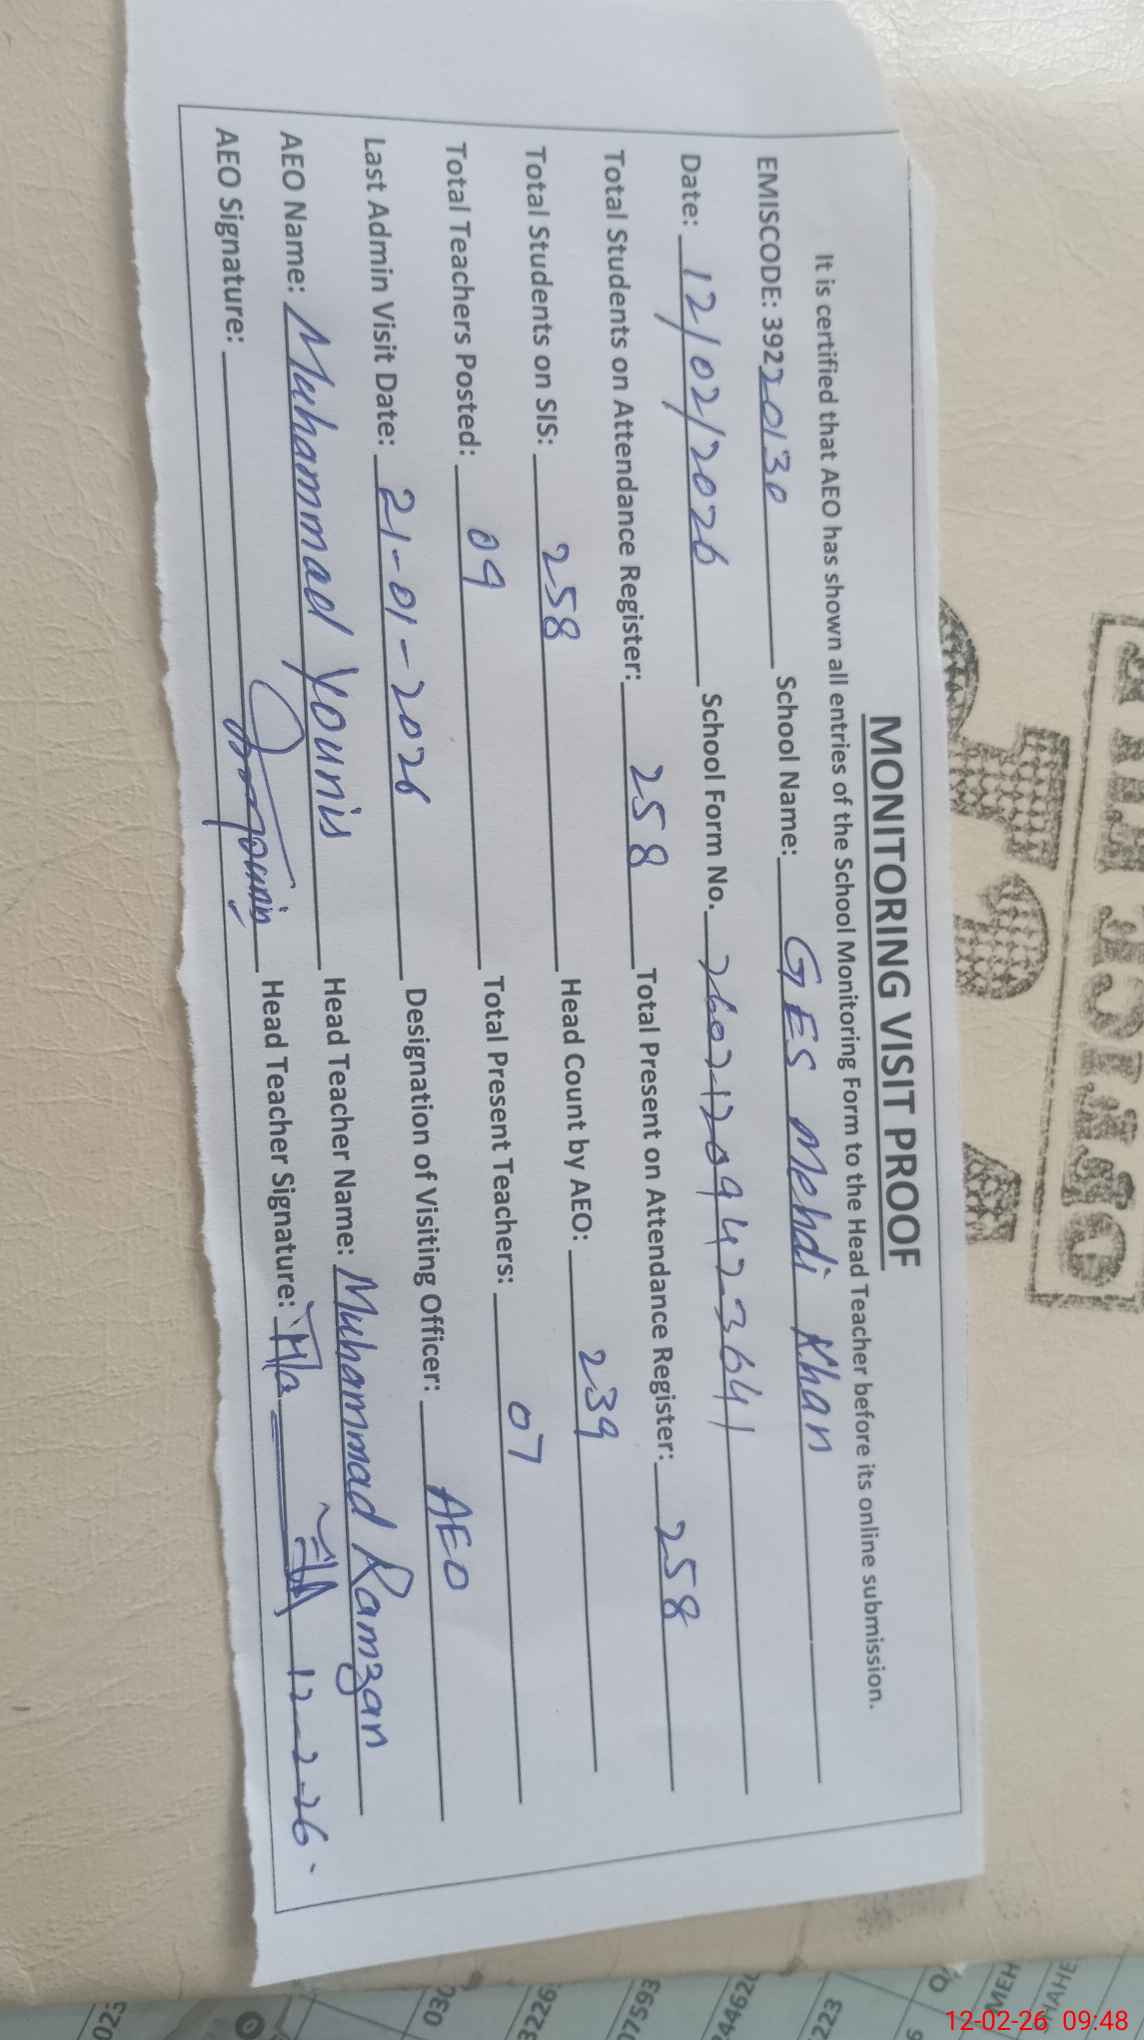 MONITORING VISIT PROOF
It is certified that AEO has shown all entries of the School Monitoring Form to the Head Teacher before its online submission.
EMISCODE: 39220130 School Name: GES Mehdi Khan
Date: 12/02/2026 School Form No. 260212094723641
Total Students on Attendance Register: 258 Total Present on Attendance Register: 258
Total Students on SIS: 258 Head Count by AEO: 239
Total Teachers Posted: 09 Total Present Teachers: 07
Last Admin Visit Date: 21-01-2026 Designation of Visiting Officer: AEO
AEO Name: Muhammad Younis Head Teacher Name: Muhammad Ramzan
AEO Signature: Head Teacher Signature: 12-2-26
12-02-26 09:48